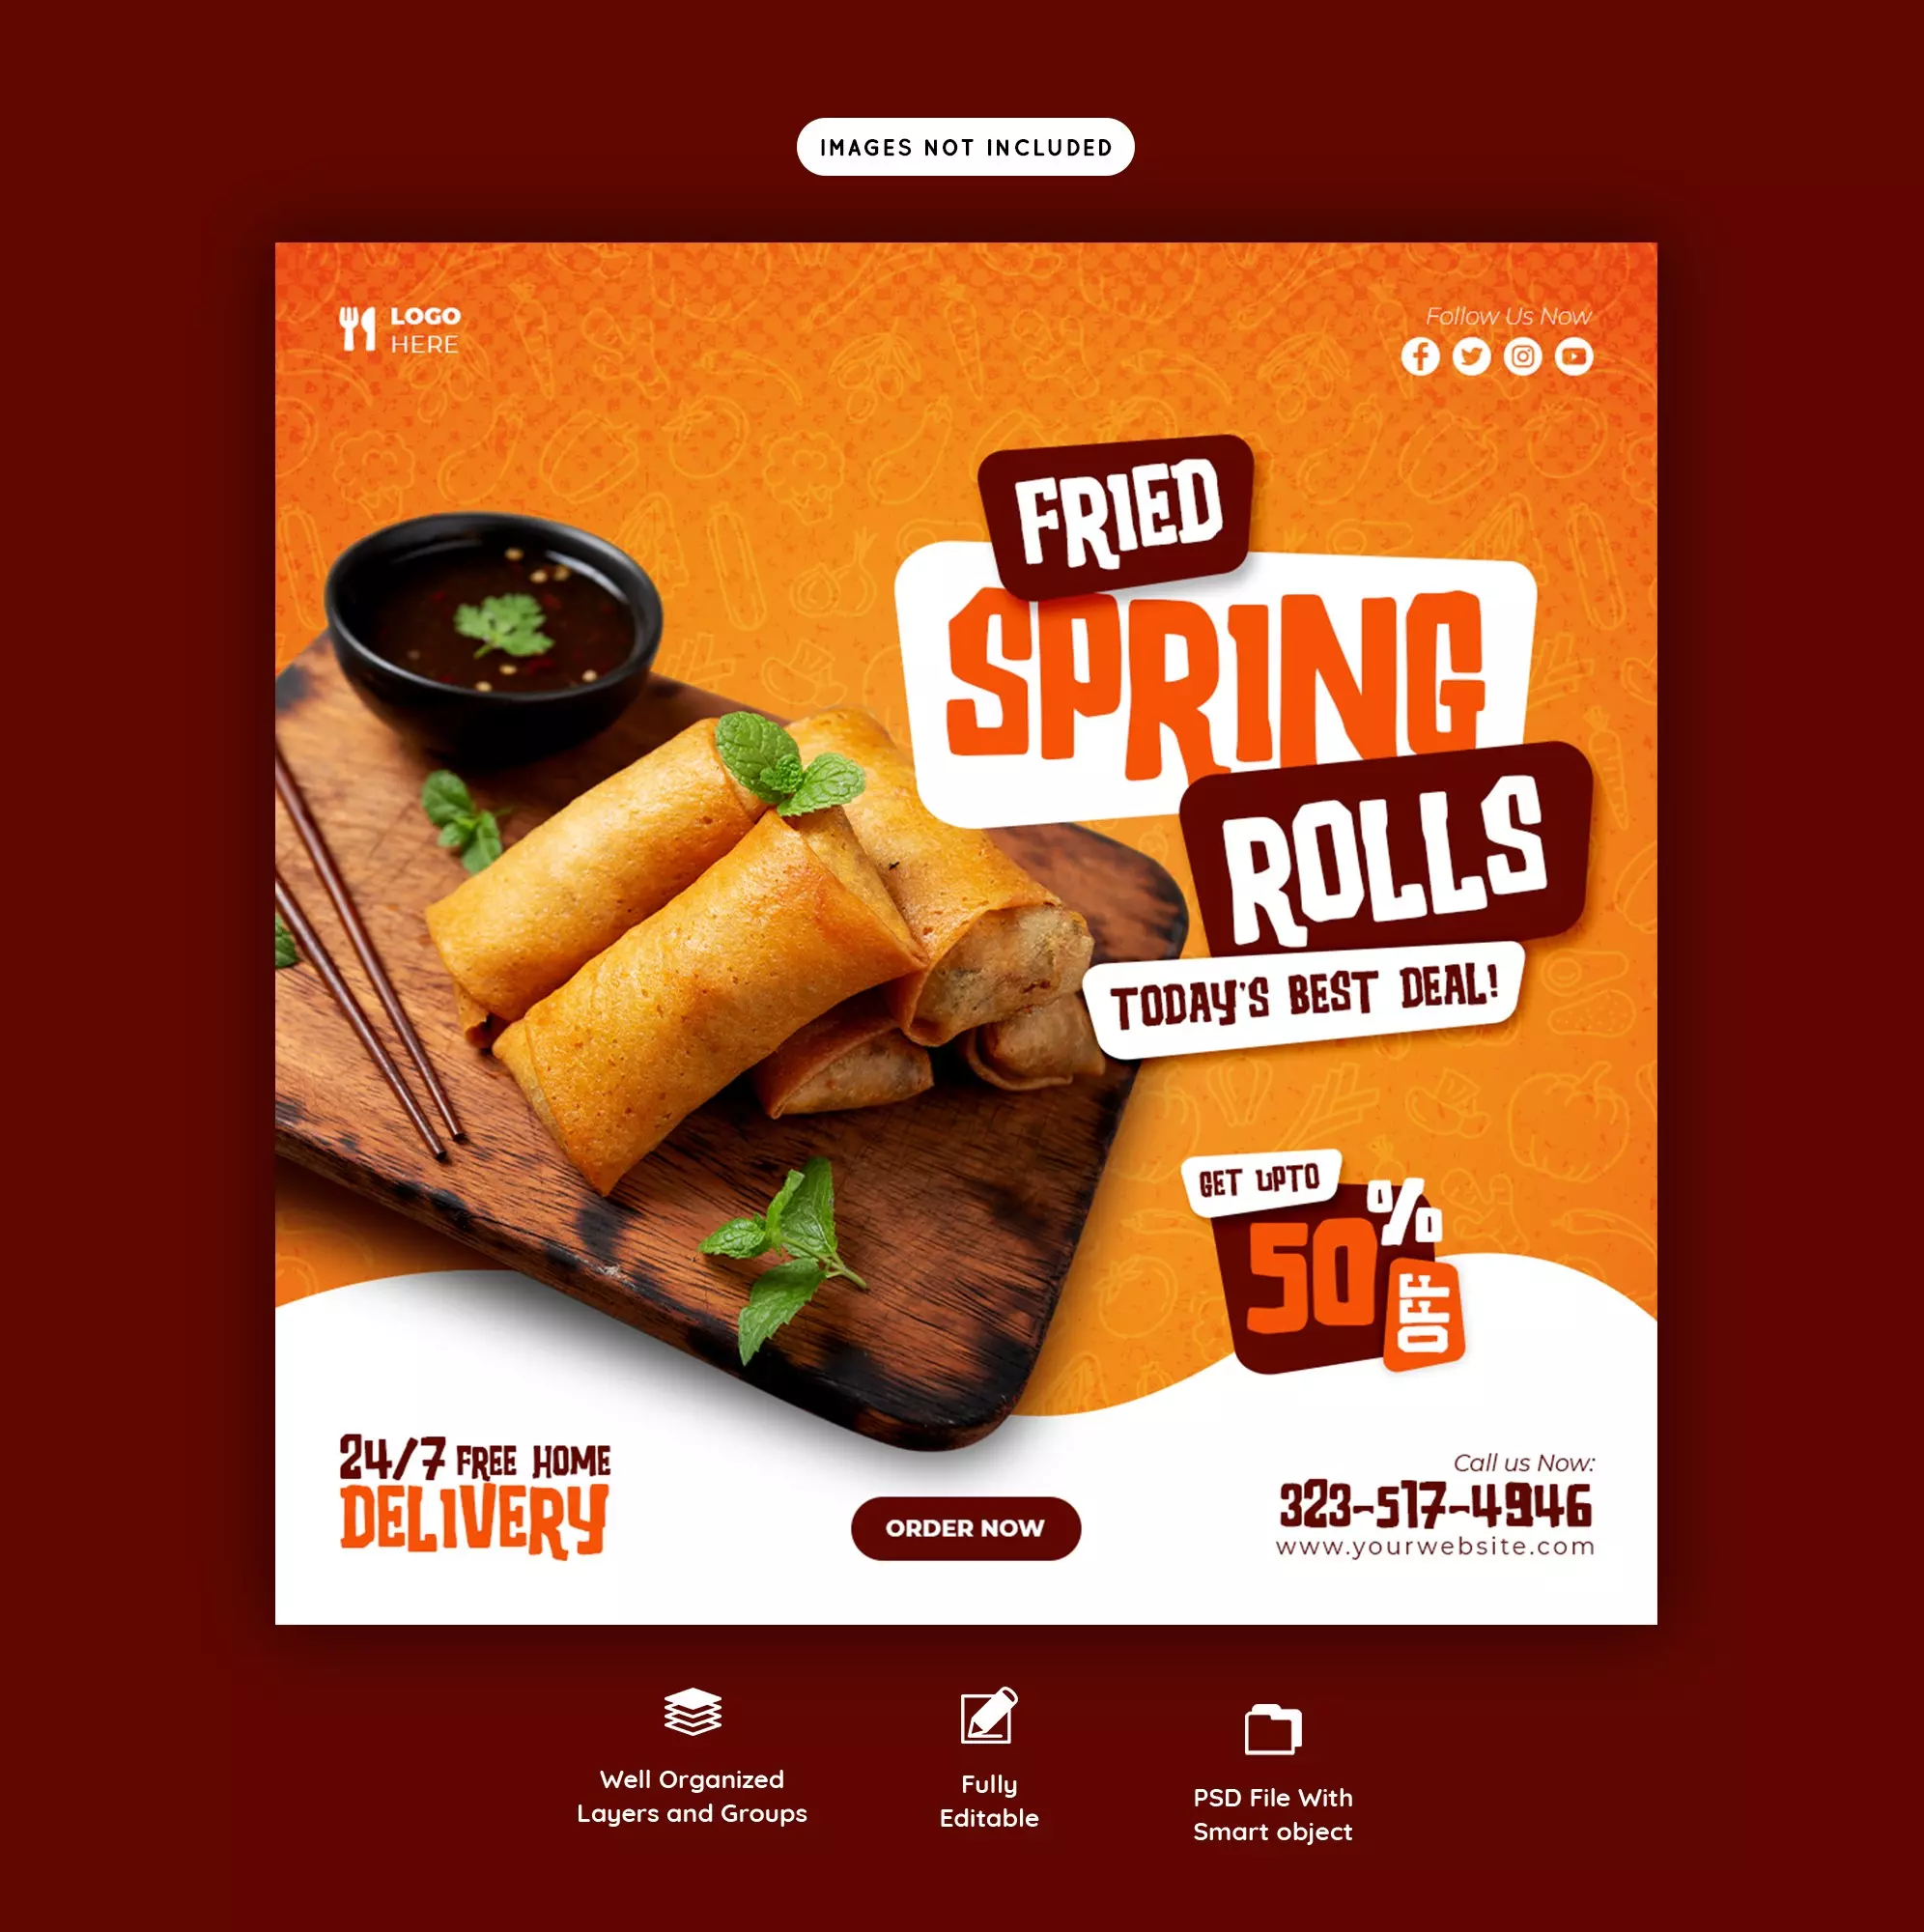 IMAGES NOT INCLUDED
LOGO
HERE
Follow Us Now
FRIED
SPRING
ROLLS
TODAY'S BEST DEAL!
GET UPTO
50%
OFF
24/7 FREE HOME
DELIVERY
ORDER NOW
Call us Now:
323-517-4946
www.yourwebsite.com
Well Organized
Layers and Groups
Fully
Editable
PSD File With
Smart object